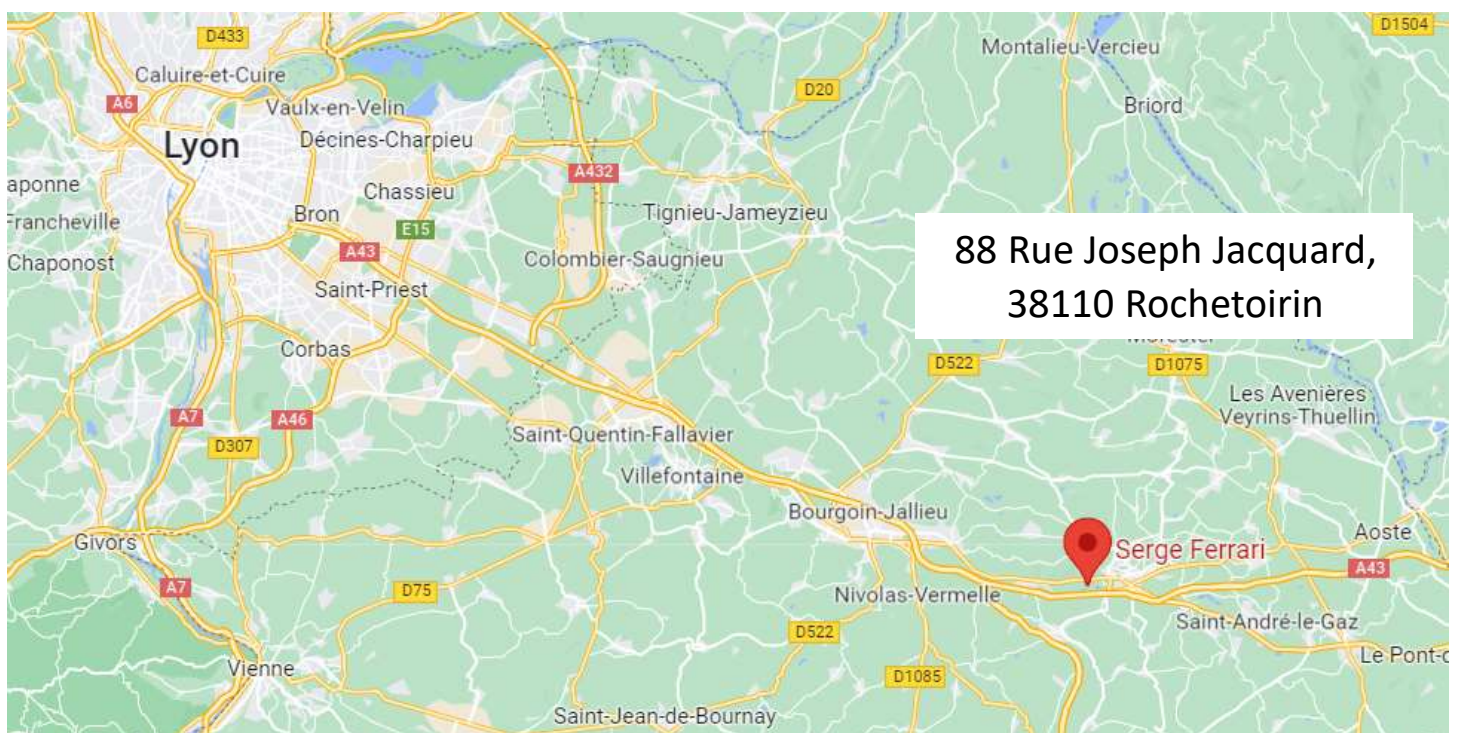 D433
D1504
Caluire-et-Cuire
Montalieu-Vercieu
A6
Vaulx-en-Velin
D20
Briord
Lyon
Décines-Charpieu
A432
aponne
Chassieu
Francheville
Bron
E15
Tignieu-Jameyzieu
Chaponost
A43
Colombier-Saugnieu
88 Rue Joseph Jacquard,
38110 Rochetoirin
Saint-Priest
Corbas
D522
D1075
Les Avenières
Veyrins-Thuellin
A7
A46
D307
Saint-Quentin-Fallavier
Villefontaine
Bourgoin-Jallieu
Givors
Serge Ferrari
Aoste
A43
A7
D75
Nivolas-Vermelle
Saint-André-le-Gaz
D522
Le Pont-d
Vienne
D1085
Saint-Jean-de-Bournay